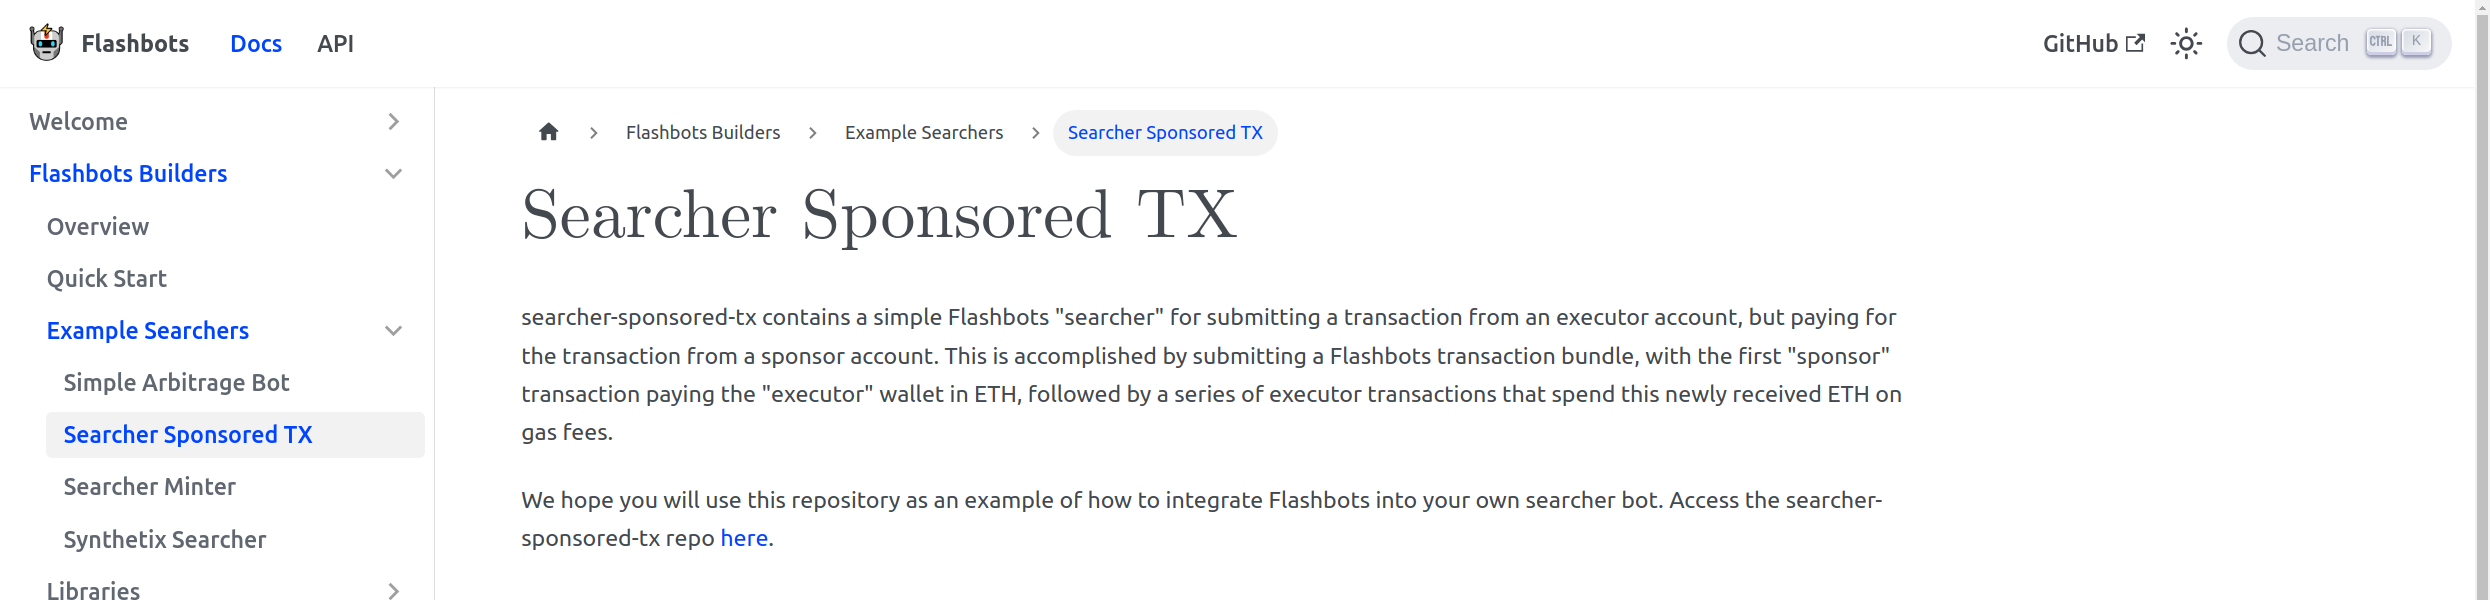 Flashbots Docs API GitHub Search CTRL K
Welcome
Flashbots Builders
Overview
Quick Start
Example Searchers
Simple Arbitrage Bot
Searcher Sponsored TX
Searcher Minter
Synthetix Searcher
Libraries
Flashbots Builders Example Searchers Searcher Sponsored TX
Searcher Sponsored TX
searcher-sponsored-tx contains a simple Flashbots "searcher" for submitting a transaction from an executor account, but paying for
the transaction from a sponsor account. This is accomplished by submitting a Flashbots transaction bundle, with the first "sponsor"
transaction paying the "executor" wallet in ETH, followed by a series of executor transactions that spend this newly received ETH on
gas fees.
We hope you will use this repository as an example of how to integrate Flashbots into your own searcher bot. Access the searcher-
sponsored-tx repo here.